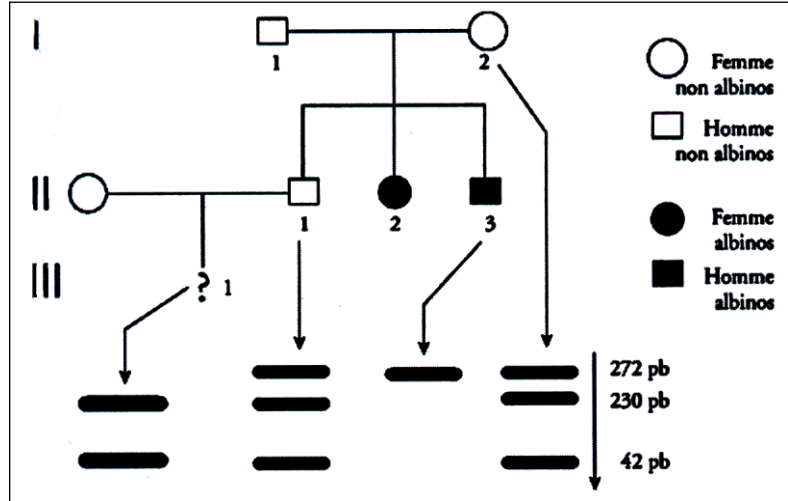 I
1
2
Femme
non albinos
Homme
non albinos
II
1
2
3
Femme
albinos
Homme
albinos
III
? 1
272 pb
230 pb
42 pb